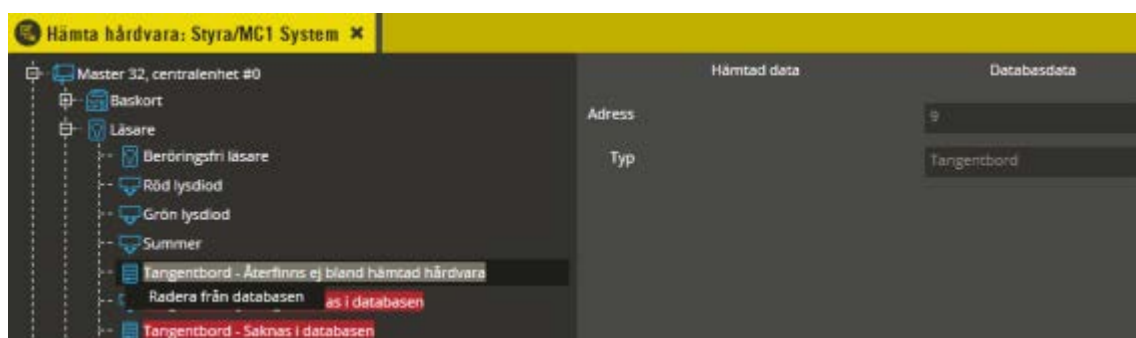 Hämta hårdvara: Styra/MC1 System ×
Master 32, centralenhet #0
Baskort
Läsare
Beröringsfri läsare
Röd lysdiod
Grön lysdiod
Summer
Tangentbord - Återfinns ej bland hämtad hårdvara
Radera från databasen
as i databasen
Tangentbord - Saknas i databasen
Hämtad data Databasdata
Adress 9
Typ Tangentbord